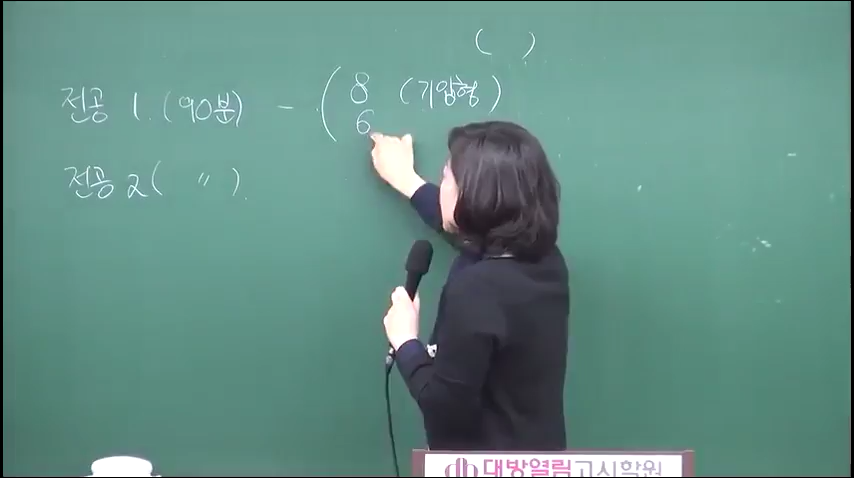 ( )
전공 1. (90분) - ( 8 (기입형)
6
전공 2 ( 〃 ).
대방열림고시학원